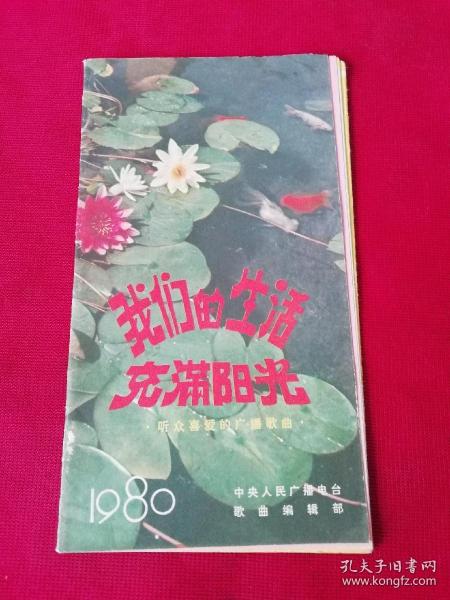 我们的生活
充满阳光
·听众喜爱的广播歌曲·
1980
中央人民广播电台
歌曲编辑部
孔夫子旧书网
www.kongfz.com